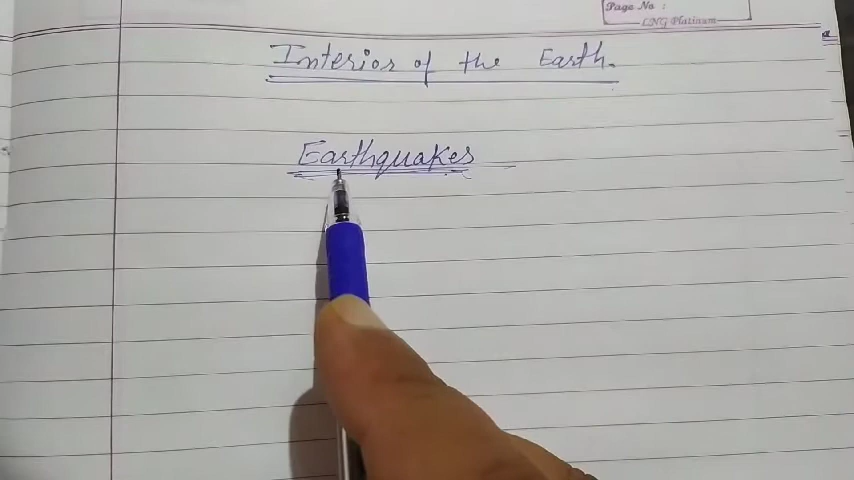 Page No :
LNG Platinum
Interior of the Earth.
Earthquakes